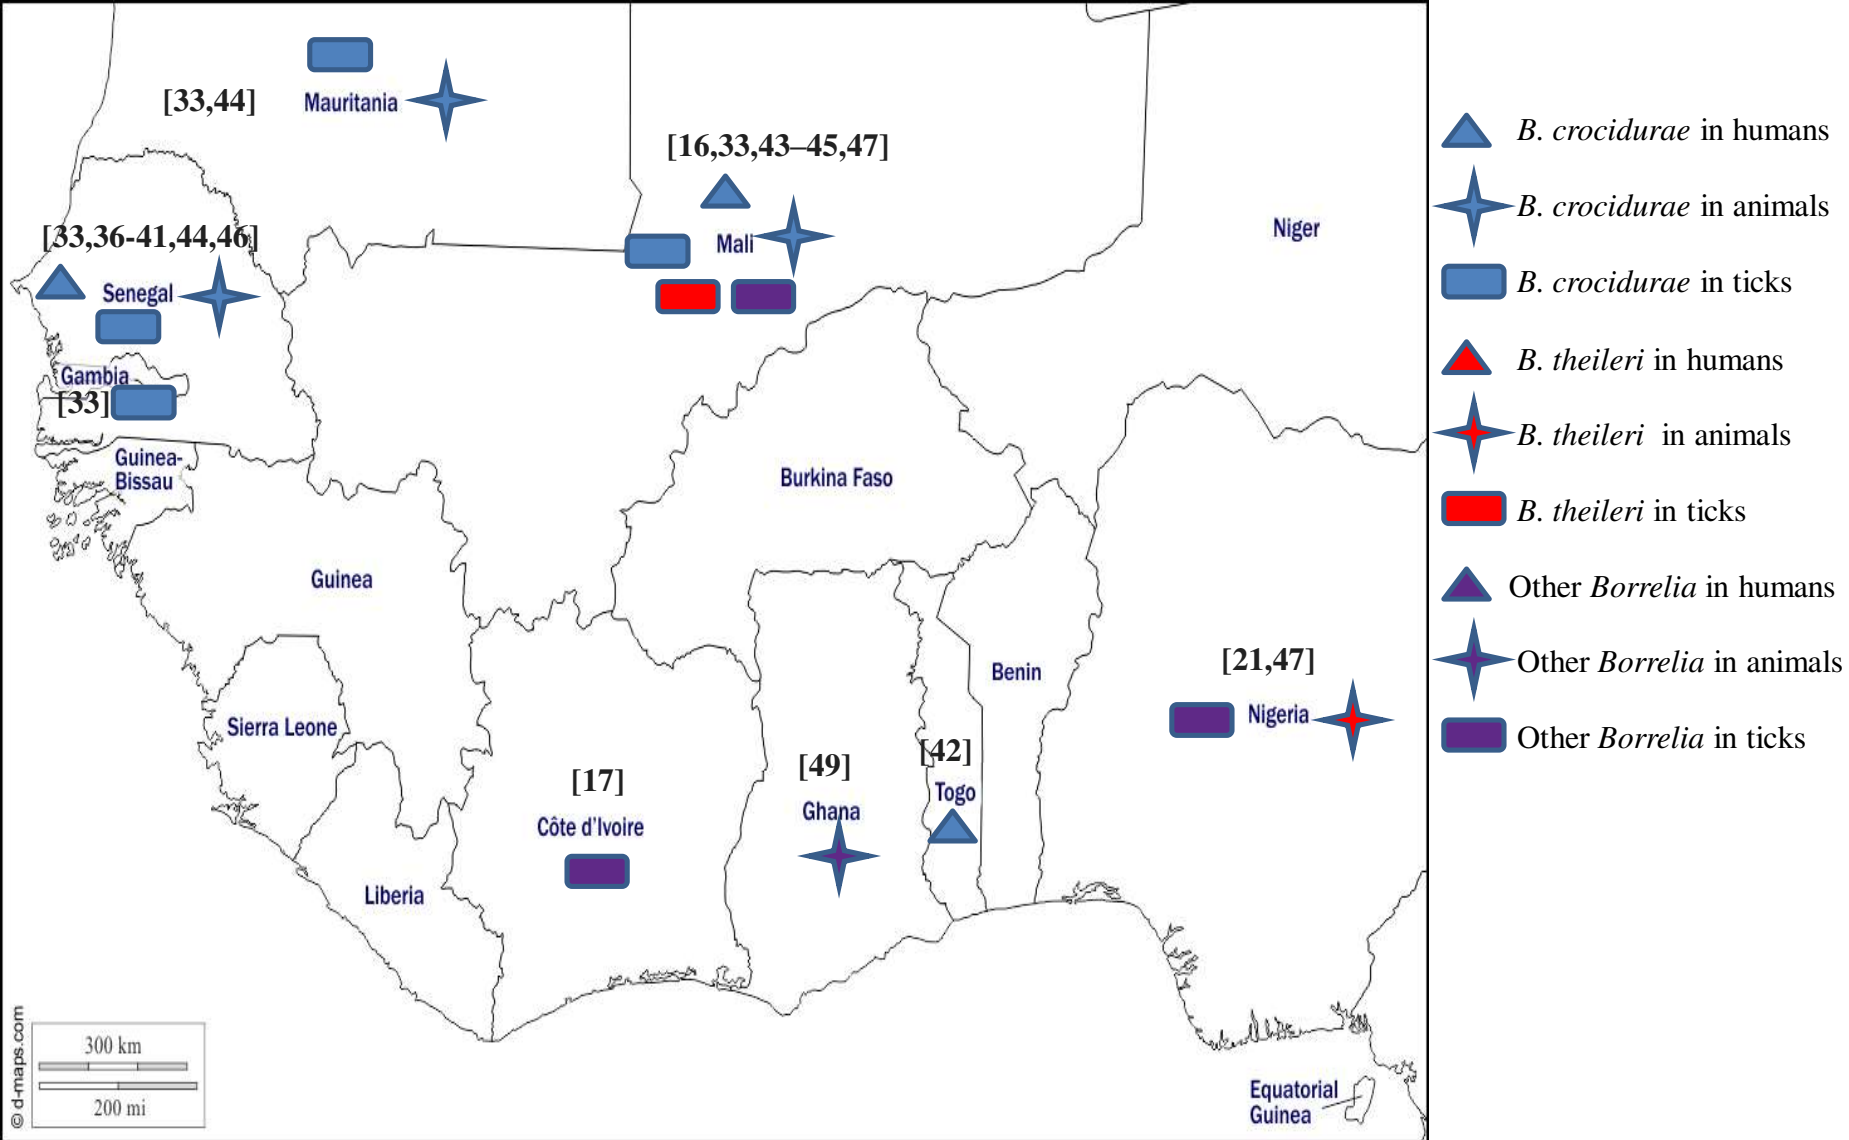 [33,44]
Mauritania
[16,33,43–45,47]
Mali
Niger
[33,36-41,44,46]
Senegal
Gambia
[33]
Guinea-
Bissau
Burkina Faso
Guinea
Sierra Leone
Liberia
[17]
Côte d'Ivoire
[49]
Ghana
[42]
Togo
Benin
[21,47]
Nigeria
Equatorial
Guinea
300 km
200 mi
© d-maps.com
B. crocidurae in humans
B. crocidurae in animals
B. crocidurae in ticks
B. theileri in humans
B. theileri in animals
B. theileri in ticks
Other Borrelia in humans
Other Borrelia in animals
Other Borrelia in ticks